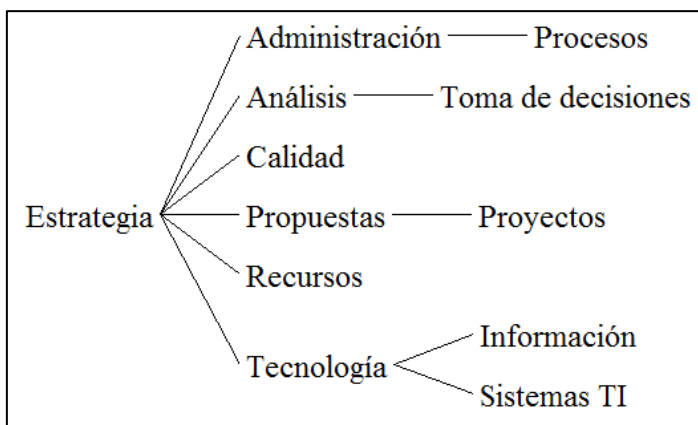 Administración Procesos
Análisis Toma de decisiones
Calidad
Estrategia Propuestas Proyectos
Recursos
Información
Tecnología
Sistemas TI